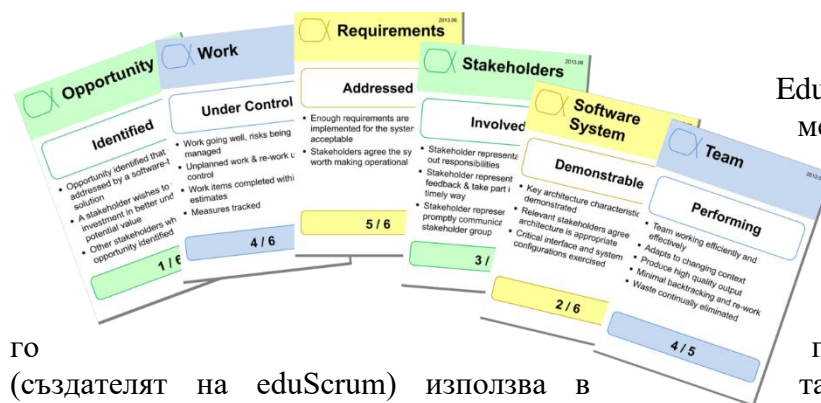 Opportunity
Identified
• Opportunity identified that
addressed by a software-
solution
• A stakeholder wishes to
investment in better und
potential value
• Other stakeholders wh
opportunity identified
1 / 6
Work
Under Control
• Work going well, risks being
managed
• Unplanned work & re-work u
control
• Work items completed withi
estimates
• Measures tracked
4 / 6
2013.06
Requirements
Addressed
• Enough requirements are
implemented for the system
acceptable
• Stakeholders agree the sy
worth making operational
5 / 6
2013.06
Stakeholders
Involved
• Stakeholder representa
out responsibilities
• Stakeholder represent
feedback & take part i
timely way
• Stakeholder represen
promptly communic
stakeholder group
3 /
Software
System
Demonstrable
• Key architecture characteristic
demonstrated
• Relevant stakeholders agree
architecture is appropriate
• Critical interface and system
configurations exercised
2 / 6
Team
Performing
• Team working efficiently and
effectively
• Adapts to changing context
• Produce high quality output
• Minimal backtracking and re-work
• Waste continually eliminated
4 / 5
Edu
мо
го п
(създателят на eduScrum) използва в та